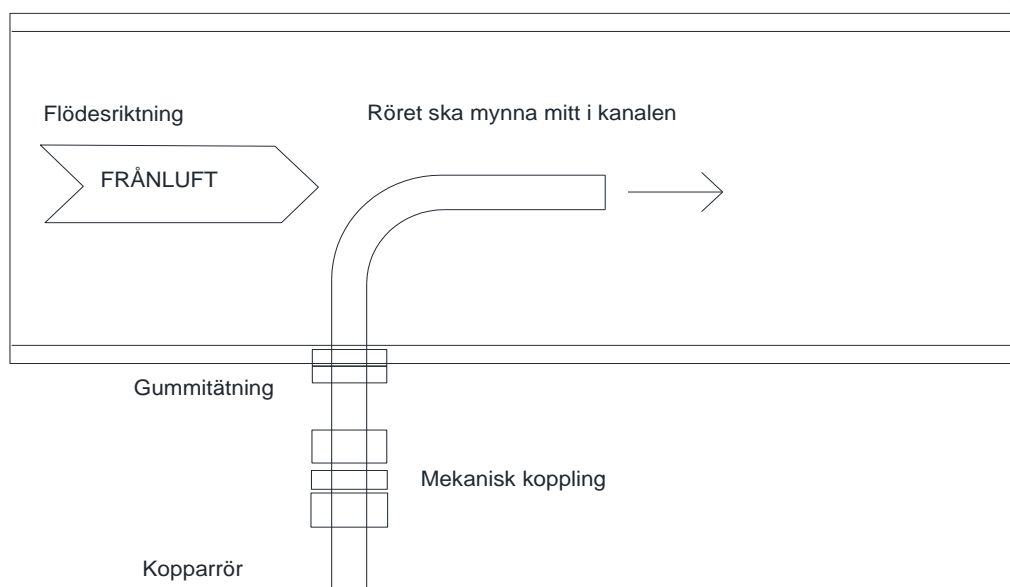 Flödesriktning
Röret ska mynna mitt i kanalen
FRÅNLUFT
Gummitätning
Mekanisk koppling
Kopparrör